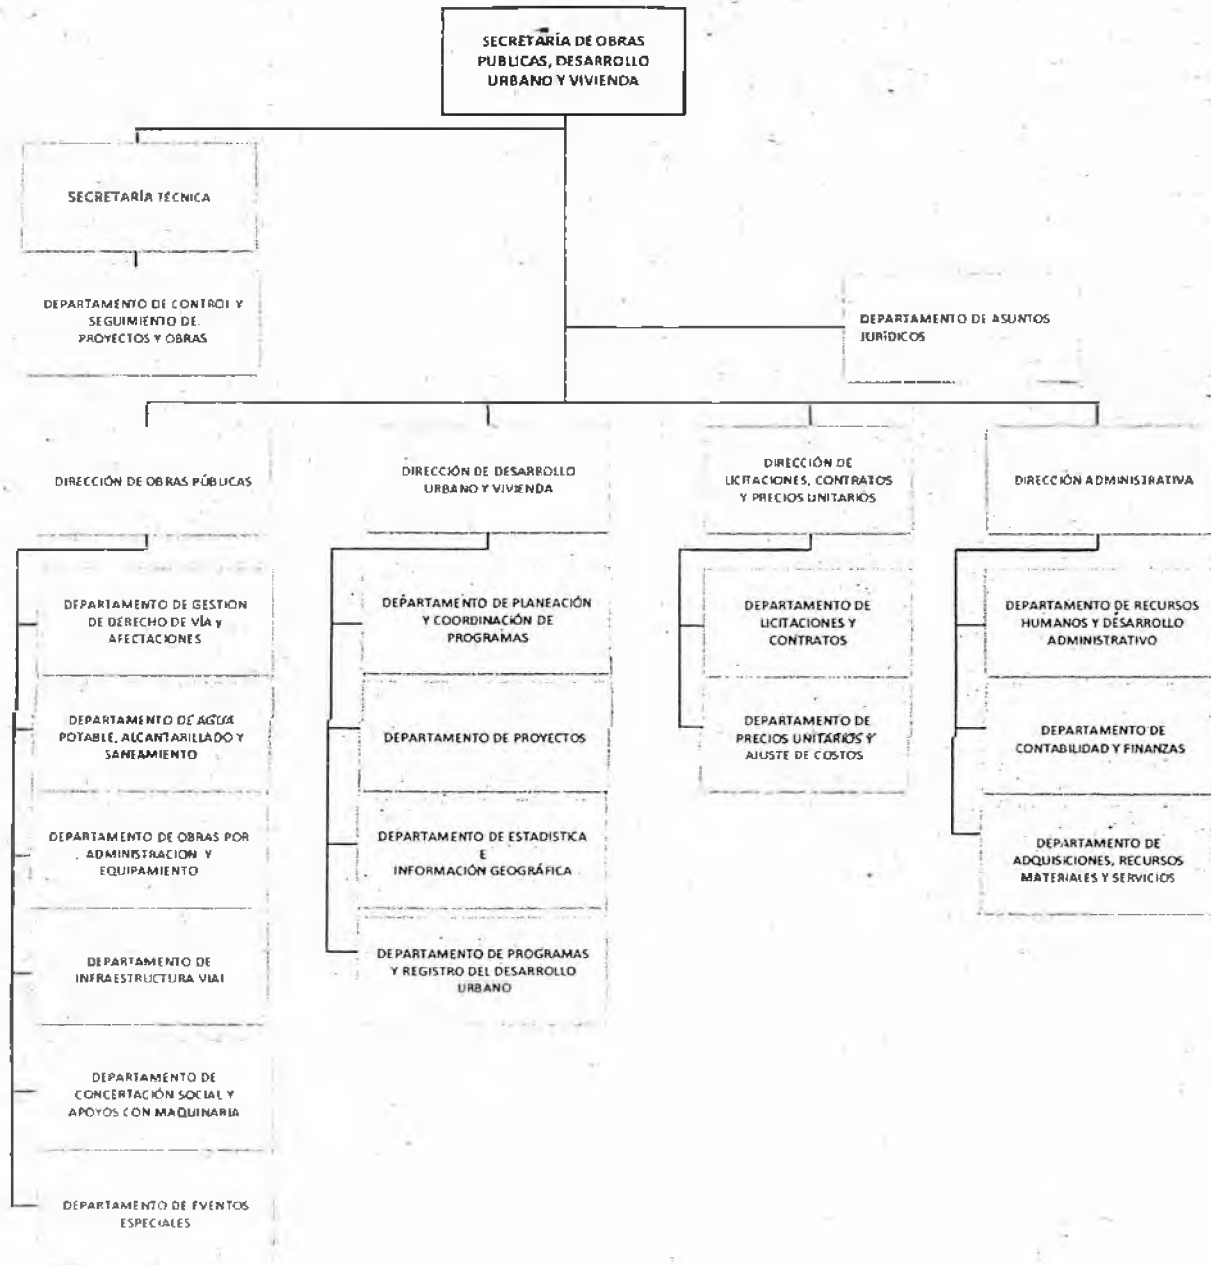 SECRETARÍA DE OBRAS
PUBLICAS, DESARROLLO
URBANO Y VIVIENDA
SECRETARÍA TÉCNICA
DEPARTAMENTO DE CONTROL Y
SEGUIMIENTO DE
PROYECTOS Y OBRAS
DEPARTAMENTO DE ASUNTOS
JURÍDICOS
DIRECCIÓN DE OBRAS PÚBLICAS
DIRECCIÓN DE DESARROLLO
URBANO Y VIVIENDA
DIRECCIÓN DE
LICITACIONES, CONTRATOS
Y PRECIOS UNITARIOS
DIRECCIÓN ADMINISTRATIVA
DEPARTAMENTO DE GESTION
DE DERECHO DE VÍA y
AFECTACIONES
DEPARTAMENTO DE AGUA
POTABLE, ALCANTARILLADO Y
SANEAMIENTO
DEPARTAMENTO DE OBRAS POR
ADMINISTRACION Y
EQUIPAMIENTO
DEPARTAMENTO DE
INFRAESTRUCTURA VIAL
DEPARTAMENTO DE
CONCERTACIÓN SOCIAL Y
APOYOS CON MAQUINARIA
DEPARTAMENTO DE EVENTOS
ESPECIALES
DEPARTAMENTO DE PLANEACIÓN
Y COORDINACIÓN DE
PROGRAMAS
DEPARTAMENTO DE PROYECTOS
DEPARTAMENTO DE ESTADISTICA
E
INFORMACIÓN GEOGRÁFICA
DEPARTAMENTO DE PROGRAMAS
Y REGISTRO DEL DESARROLLO
URBANO
DEPARTAMENTO DE
LICITACIONES Y
CONTRATOS
DEPARTAMENTO DE
PRECIOS UNITARIOS Y
AJUSTE DE COSTOS
DEPARTAMENTO DE RECURSOS
HUMANOS Y DESARROLLO
ADMINISTRATIVO
DEPARTAMENTO DE
CONTABILIDAD Y FINANZAS
DEPARTAMENTO DE
ADQUISICIONES, RECURSOS
MATERIALES Y SERVICIOS